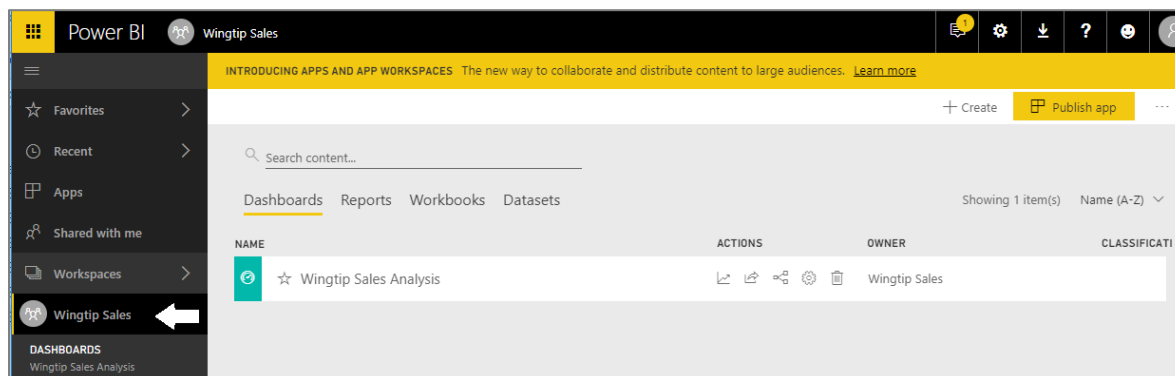 Power BI Wingtip Sales 1 ?
INTRODUCING APPS AND APP WORKSPACES The new way to collaborate and distribute content to large audiences. Learn more
Favorites
+ Create Publish app ...
Recent
Search content...
Apps
Dashboards Reports Workbooks Datasets Showing 1 item(s) Name (A-Z)
Shared with me
NAME ACTIONS OWNER CLASSIFICATI
Workspaces
Wingtip Sales Analysis Wingtip Sales
Wingtip Sales
DASHBOARDS
Wingtip Sales Analysis